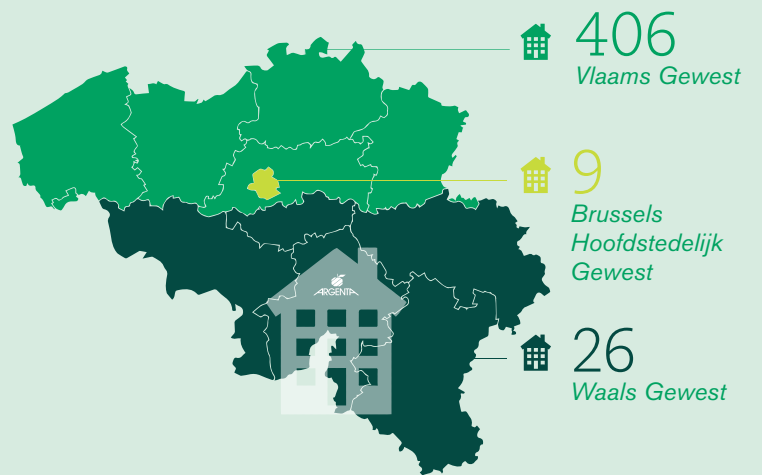 406
Vlaams Gewest
9
Brussels
Hoofdstedelijk
Gewest
ARGENTA
26
Waals Gewest